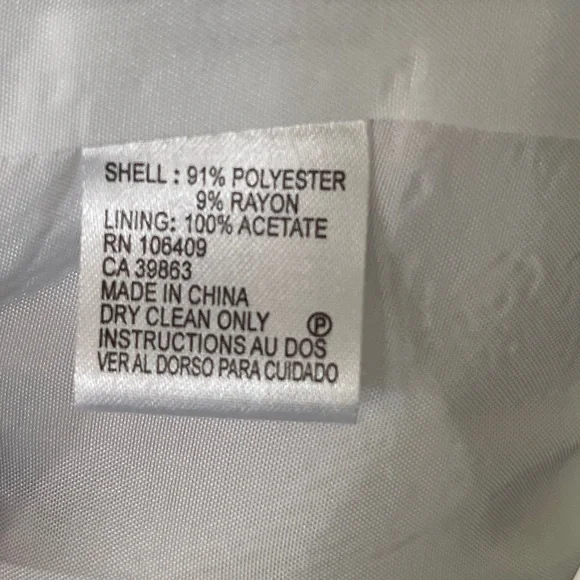 SHELL : 91% POLYESTER
9% RAYON
LINING: 100% ACETATE
RN 106409
CA 39863
MADE IN CHINA
DRY CLEAN ONLY Ⓟ
INSTRUCTIONS AU DOS
VER AL DORSO PARA CUIDADO